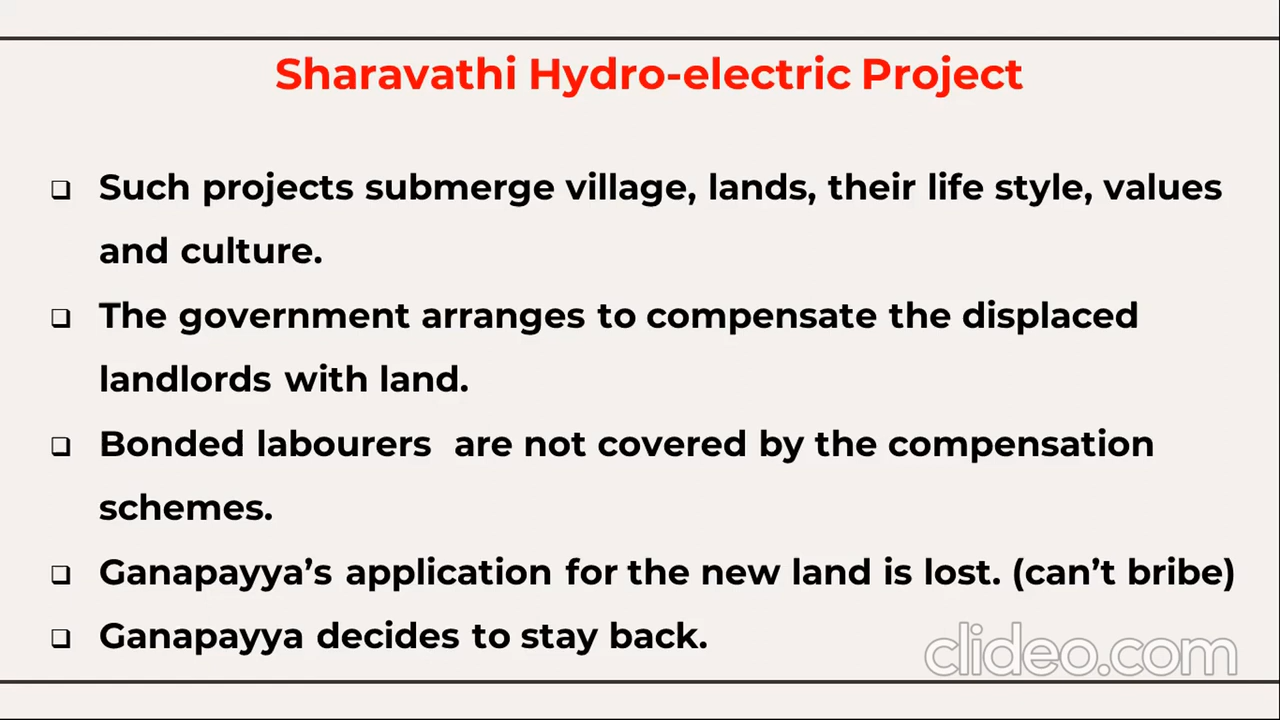 Sharavathi Hydro-electric Project
❑ Such projects submerge village, lands, their life style, values
and culture.
❑ The government arranges to compensate the displaced
landlords with land.
❑ Bonded labourers  are not covered by the compensation
schemes.
❑ Ganapayya’s application for the new land is lost. (can’t bribe)
❑ Ganapayya decides to stay back.
clideo.com